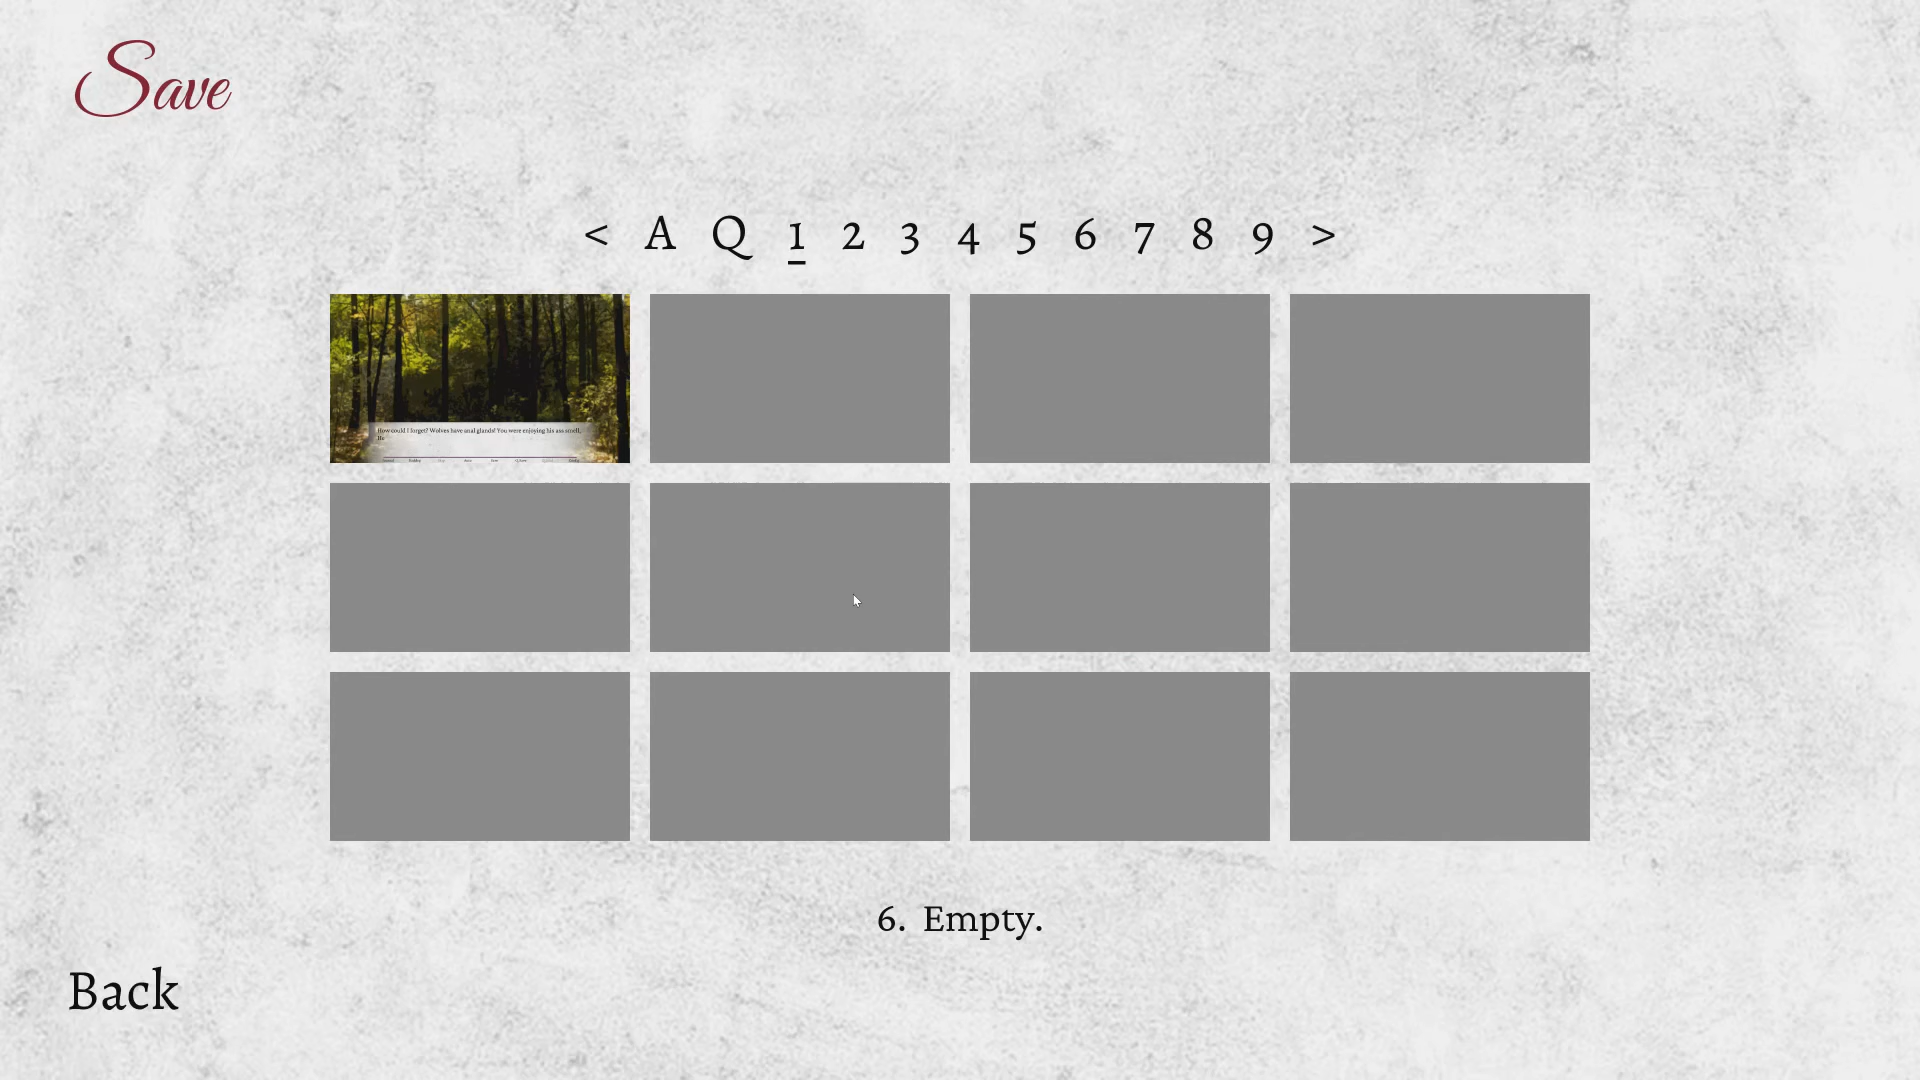 Save
< A Q 1 2 3 4 5 6 7 8 9 >
How could I forget? Wolves have anal glands! You were enjoying his ass smell,
6. Empty.
Back